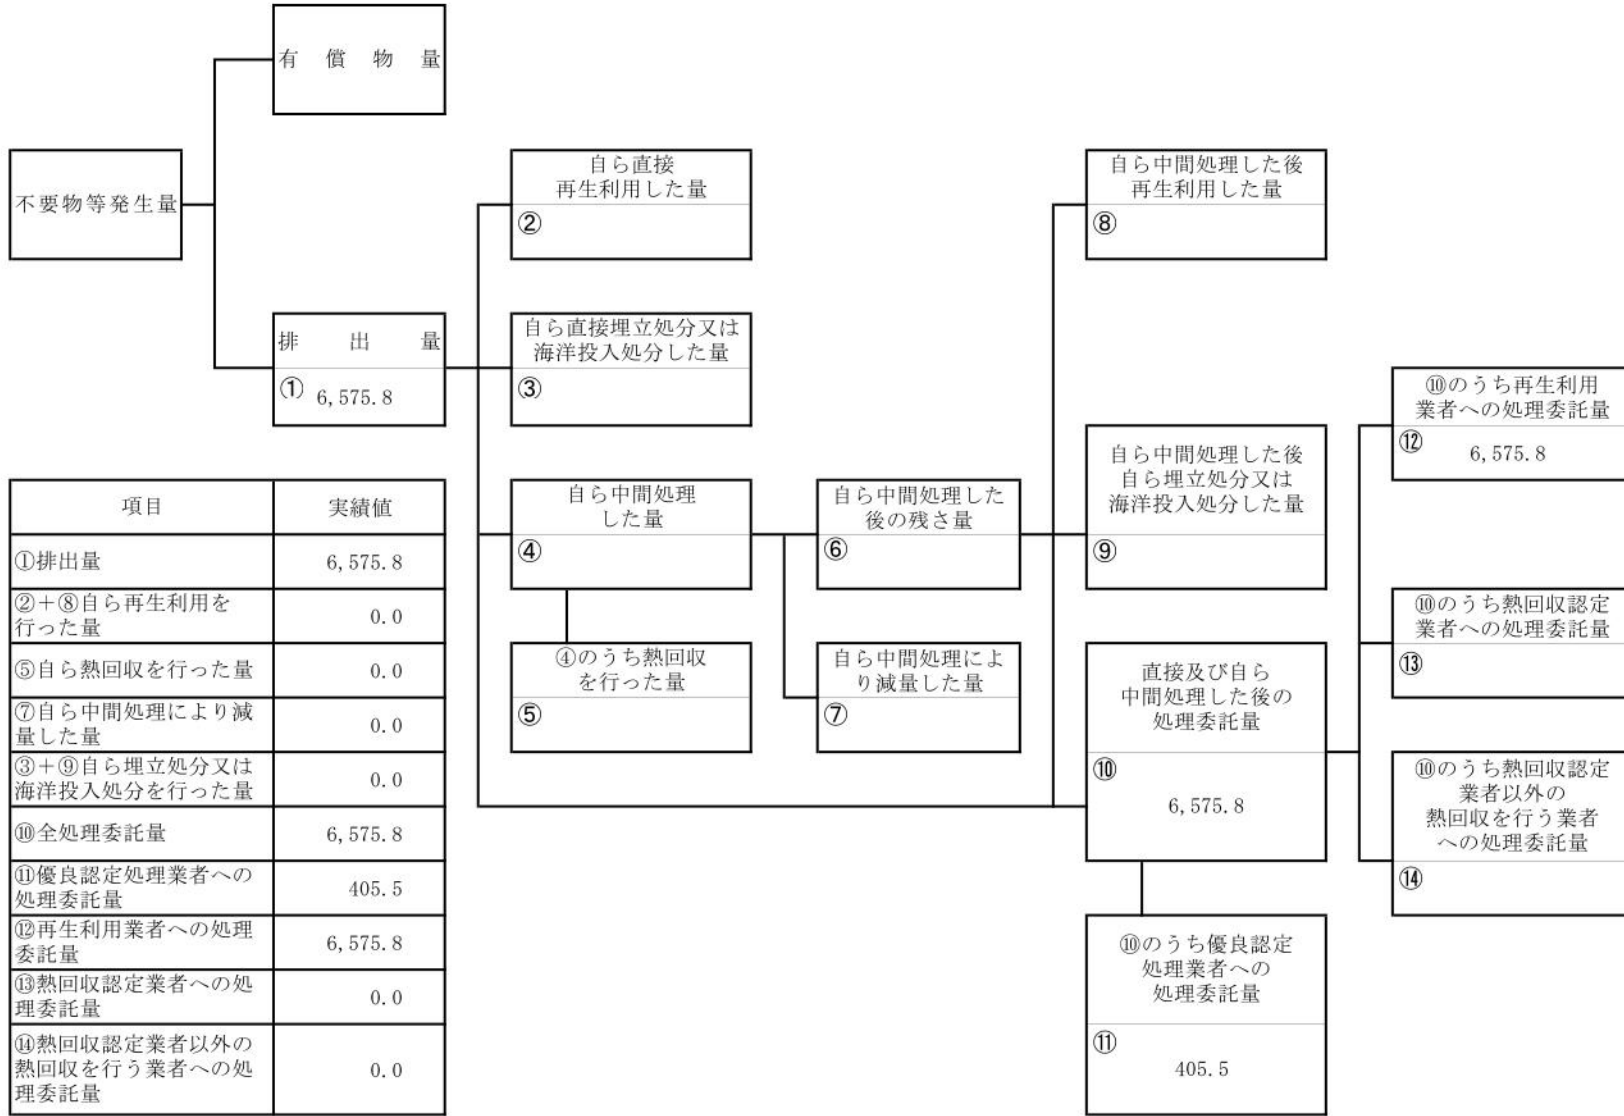 有償物量
不要物等発生量
排出量
① 6,575.8
自ら直接
再生利用した量
②
自ら直接埋立処分又は
海洋投入処分した量
③
自ら中間処理
した量
④
④のうち熱回収
を行った量
⑤
自ら中間処理した
後の残さ量
⑥
自ら中間処理によ
り減量した量
⑦
自ら中間処理した後
再生利用した量
⑧
自ら中間処理した後
自ら埋立処分又は
海洋投入処分した量
⑨
直接及び自ら
中間処理した後の
処理委託量
⑩
6,575.8
⑩のうち優良認定
処理業者への
処理委託量
⑪
405.5
⑩のうち再生利用
業者への処理委託量
⑫
6,575.8
⑩のうち熱回収認定
業者への処理委託量
⑬
⑩のうち熱回収認定
業者以外の
熱回収を行う業者
への処理委託量
⑭
項目 実績値
①排出量 6,575.8
②+⑧自ら再生利用を
行った量 0.0
⑤自ら熱回収を行った量 0.0
⑦自ら中間処理により減
量した量 0.0
③+⑨自ら埋立処分又は
海洋投入処分を行った量 0.0
⑩全処理委託量 6,575.8
⑪優良認定処理業者への
処理委託量 405.5
⑫再生利用業者への処理
委託量 6,575.8
⑬熱回収認定業者への処
理委託量 0.0
⑭熱回収認定業者以外の
熱回収を行う業者への処
理委託量 0.0